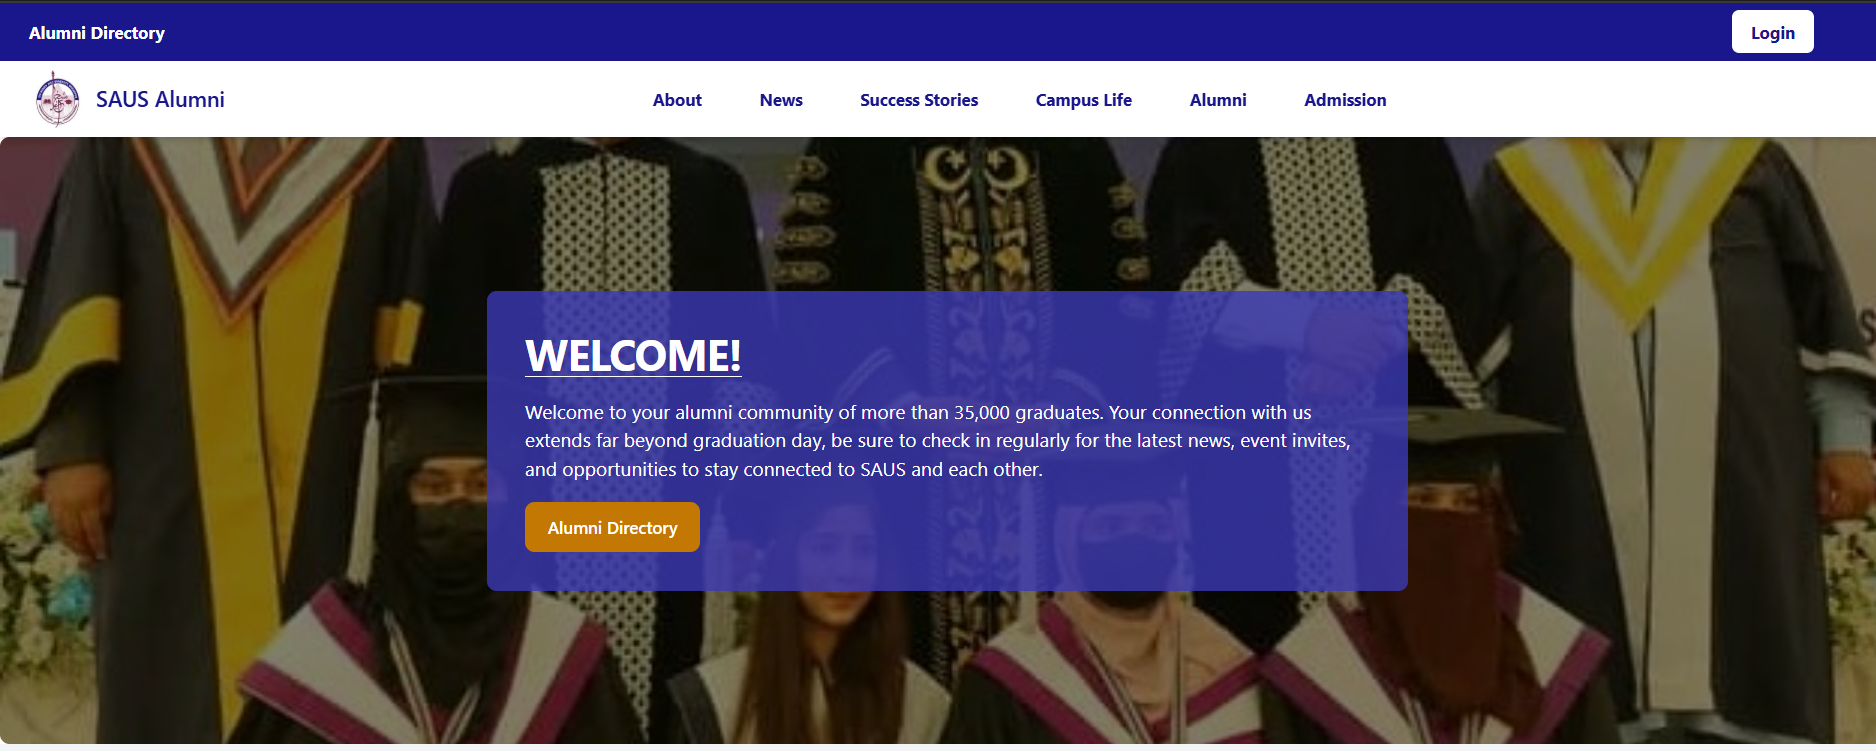 Alumni Directory
Login
SAUS Alumni
About
News
Success Stories
Campus Life
Alumni
Admission
WELCOME!
Welcome to your alumni community of more than 35,000 graduates. Your connection with us
extends far beyond graduation day, be sure to check in regularly for the latest news, event invites,
and opportunities to stay connected to SAUS and each other.
Alumni Directory